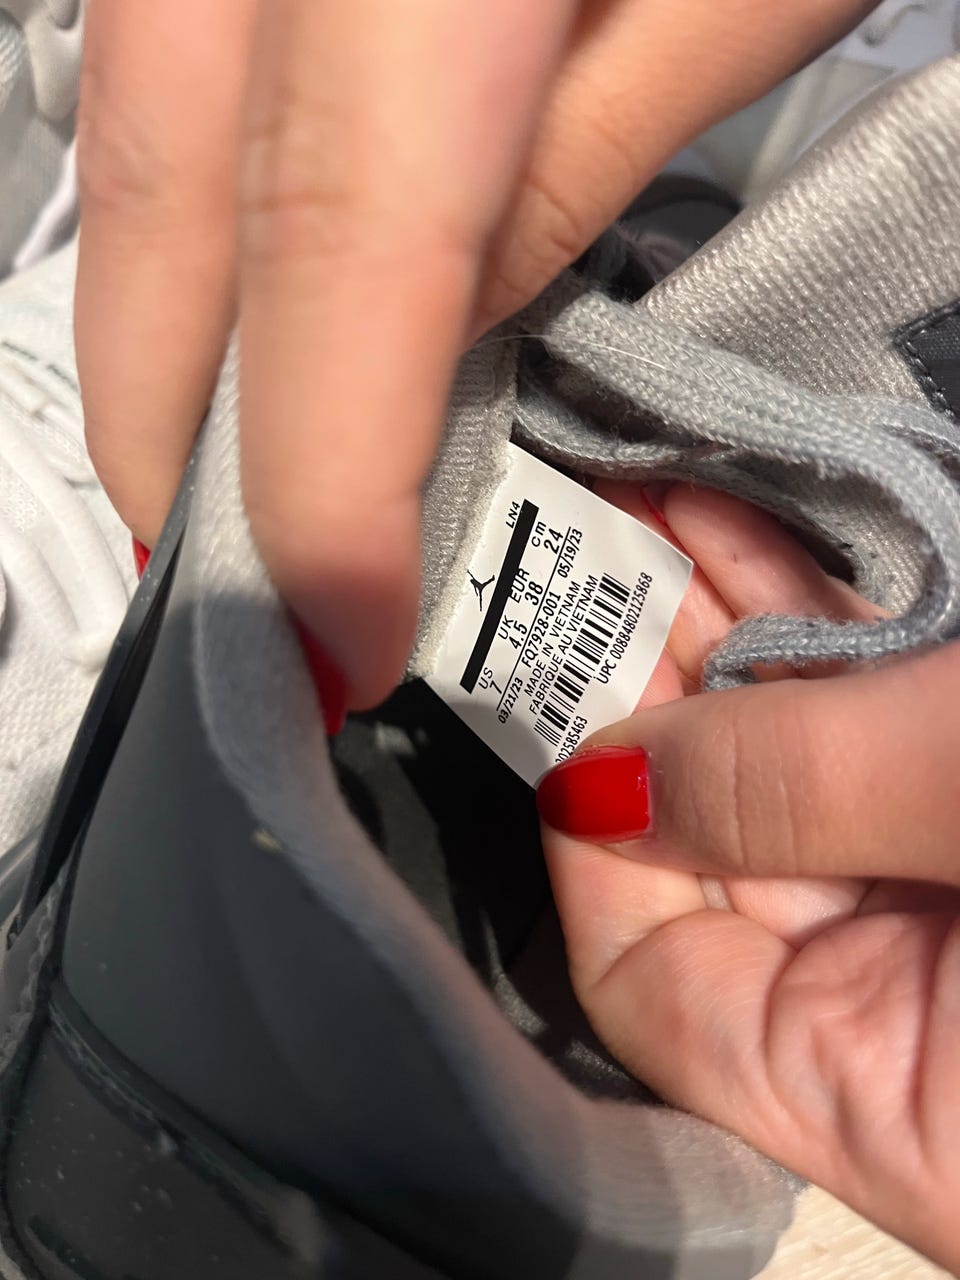 LN4
US UK EUR cm
7 4.5 38 24
03/21/23 FQ7928-001 05/19/23
MADE IN VIETNAM
FABRIQUE AU VIETNAM
UPC 00884802125868